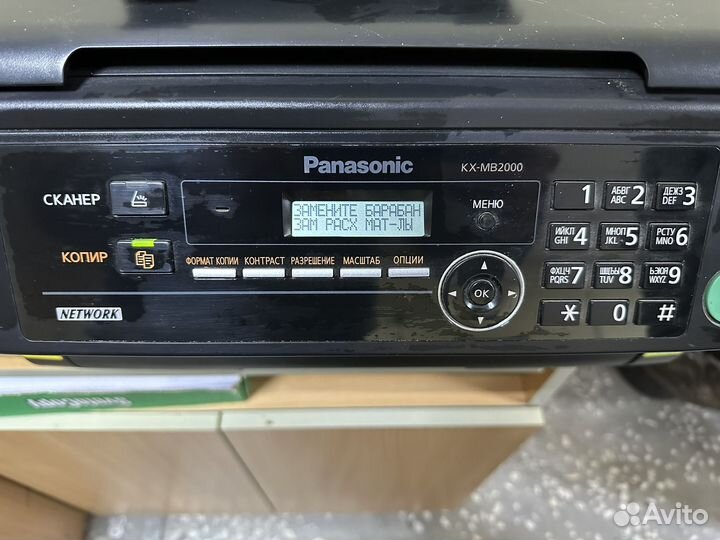 Panasonic
KX-MB2000
СКАНЕР
ЗАМЕНИТЕ БАРАБАН
ЗАМ РАСХ МАТ-ЛЫ
МЕНЮ
КОПИР
ФОРМАТ КОПИИ КОНТРАСТ РАЗРЕШЕНИЕ МАСШТАБ ОПЦИИ
OK
NETWORK
1 АБВГ ABC 2 ДЕЖЗ DEF 3
ИЙКЛ GHI 4 МНОП JKL 5 РСТУ MNO 6
ФХЦЧ PQRS 7 ШЩЪЫ TUV 8 ЬЭЮЯ WXYZ 9
* 0 #
SvetoCopy
Avito